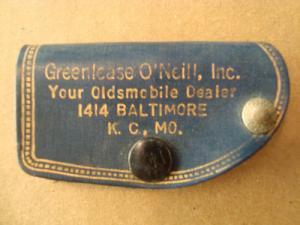 Greenlease O'Neill, Inc.
Your Oldsmobile Dealer
1414 BALTIMORE
K. C., MO.